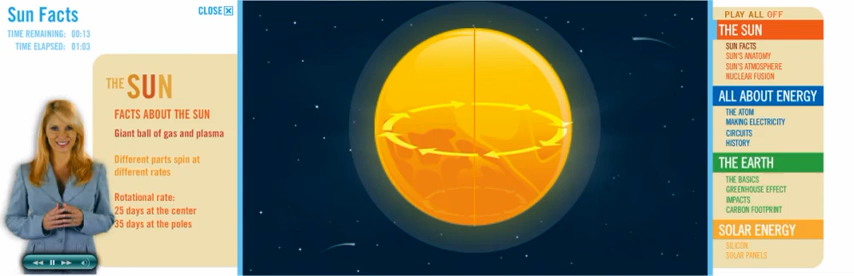 Sun Facts
CLOSE
TIME REMAINING: 00:13
TIME ELAPSED: 01:03
THE SUN
FACTS ABOUT THE SUN
Giant ball of gas and plasma
Different parts spin at
different rates
Rotational rate:
25 days at the center
35 days at the poles
PLAY ALL OFF
THE SUN
SUN FACTS
SUN'S ANATOMY
SUN'S ATMOSPHERE
NUCLEAR FUSION
ALL ABOUT ENERGY
THE ATOM
MAKING ELECTRICITY
CIRCUITS
HISTORY
THE EARTH
THE BASICS
GREENHOUSE EFFECT
IMPACTS
CARBON FOOTPRINT
SOLAR ENERGY
SILICON
SOLAR PANELS